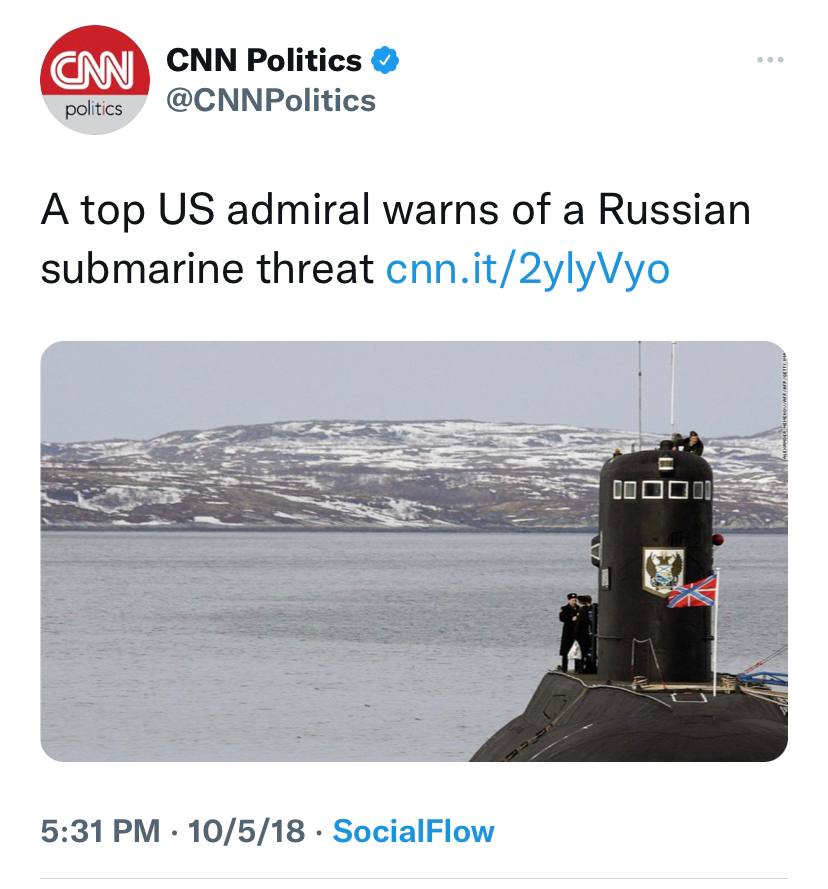 CNN
politics
CNN Politics
@CNNPolitics
A top US admiral warns of a Russian
submarine threat cnn.it/2ylyVyo
5:31 PM · 10/5/18 · SocialFlow